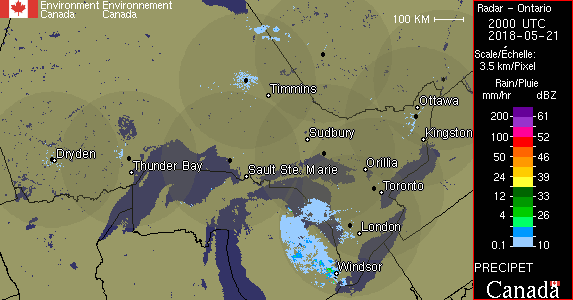 Environment Environnement
Canada Canada
100 KM
Timmins
Ottawa
Sudbury
Kingston
Dryden
Thunder Bay
Sault Ste. Marie
Orillia
Toronto
London
Windsor
Radar - Ontario
2000 UTC
2018-05-21
Scale/Échelle:
3.5 km/Pixel
Rain/Pluie
mm/hr dBZ
200 61
100 52
50 46
24 39
12 33
4 26
0.1 10
PRECIPET
Canada